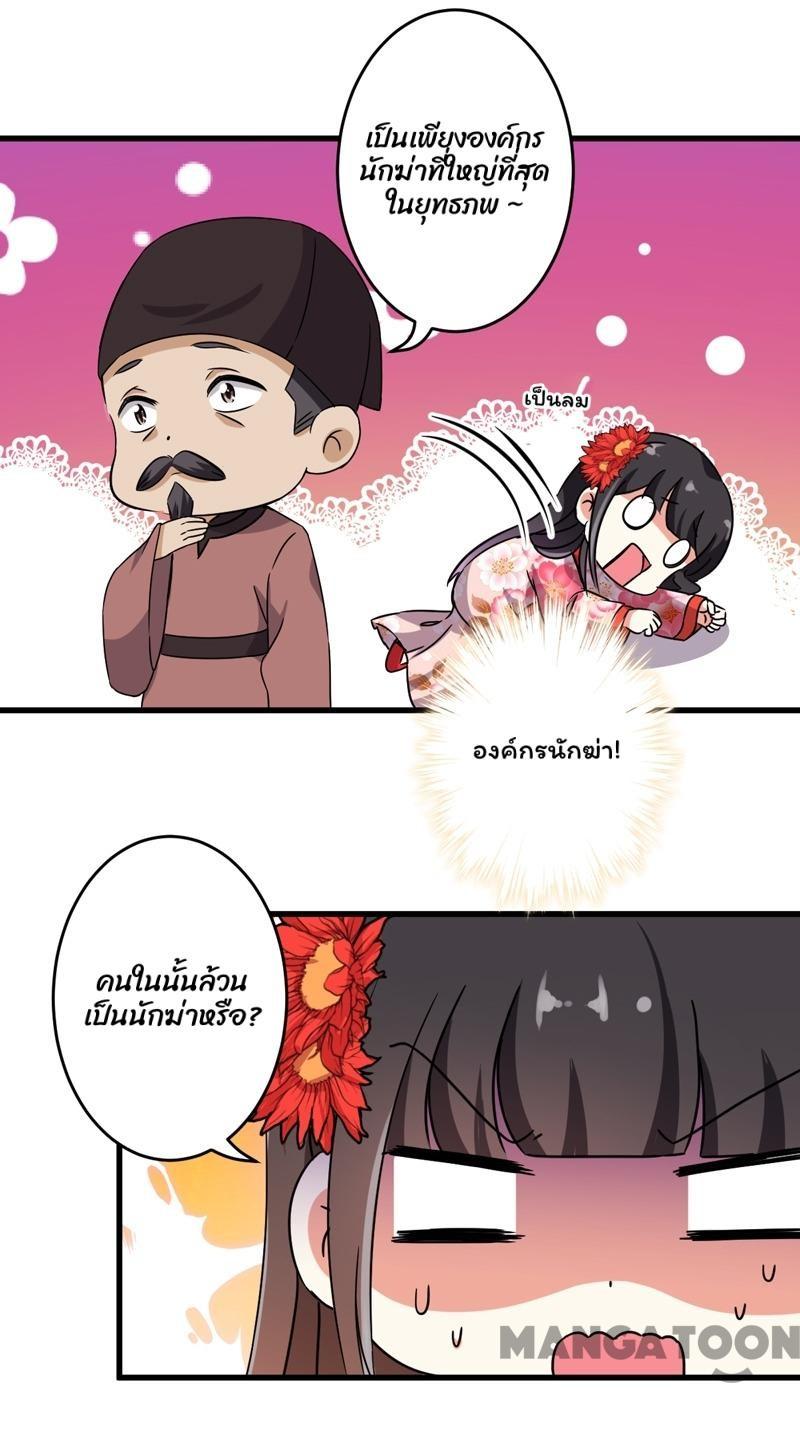 เป็นเพียงองค์กร
นักฆ่าที่ใหญ่ที่สุด
ในยุทธภพ ~
เป็นลม
องค์กรนักฆ่า!
คนในนั้นล้วน
เป็นนักฆ่าหรือ?
MANGATOON